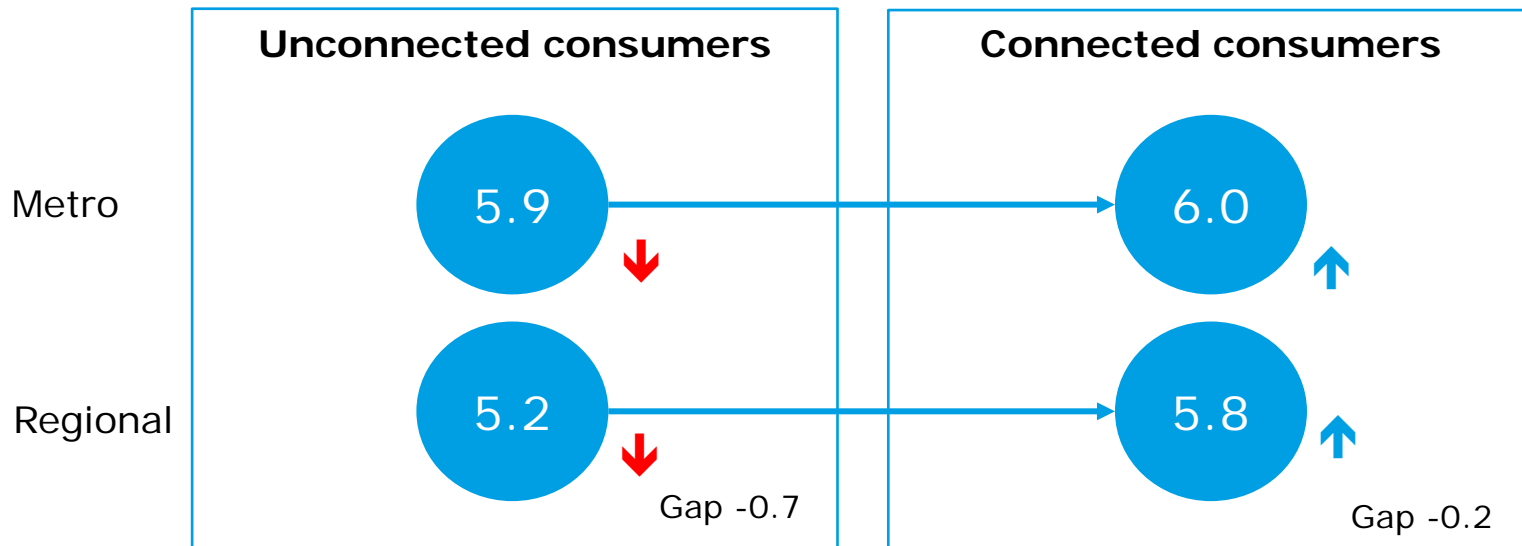 Unconnected consumers
Connected consumers
Metro
5.9
6.0
Regional
5.2
5.8
Gap -0.7
Gap -0.2